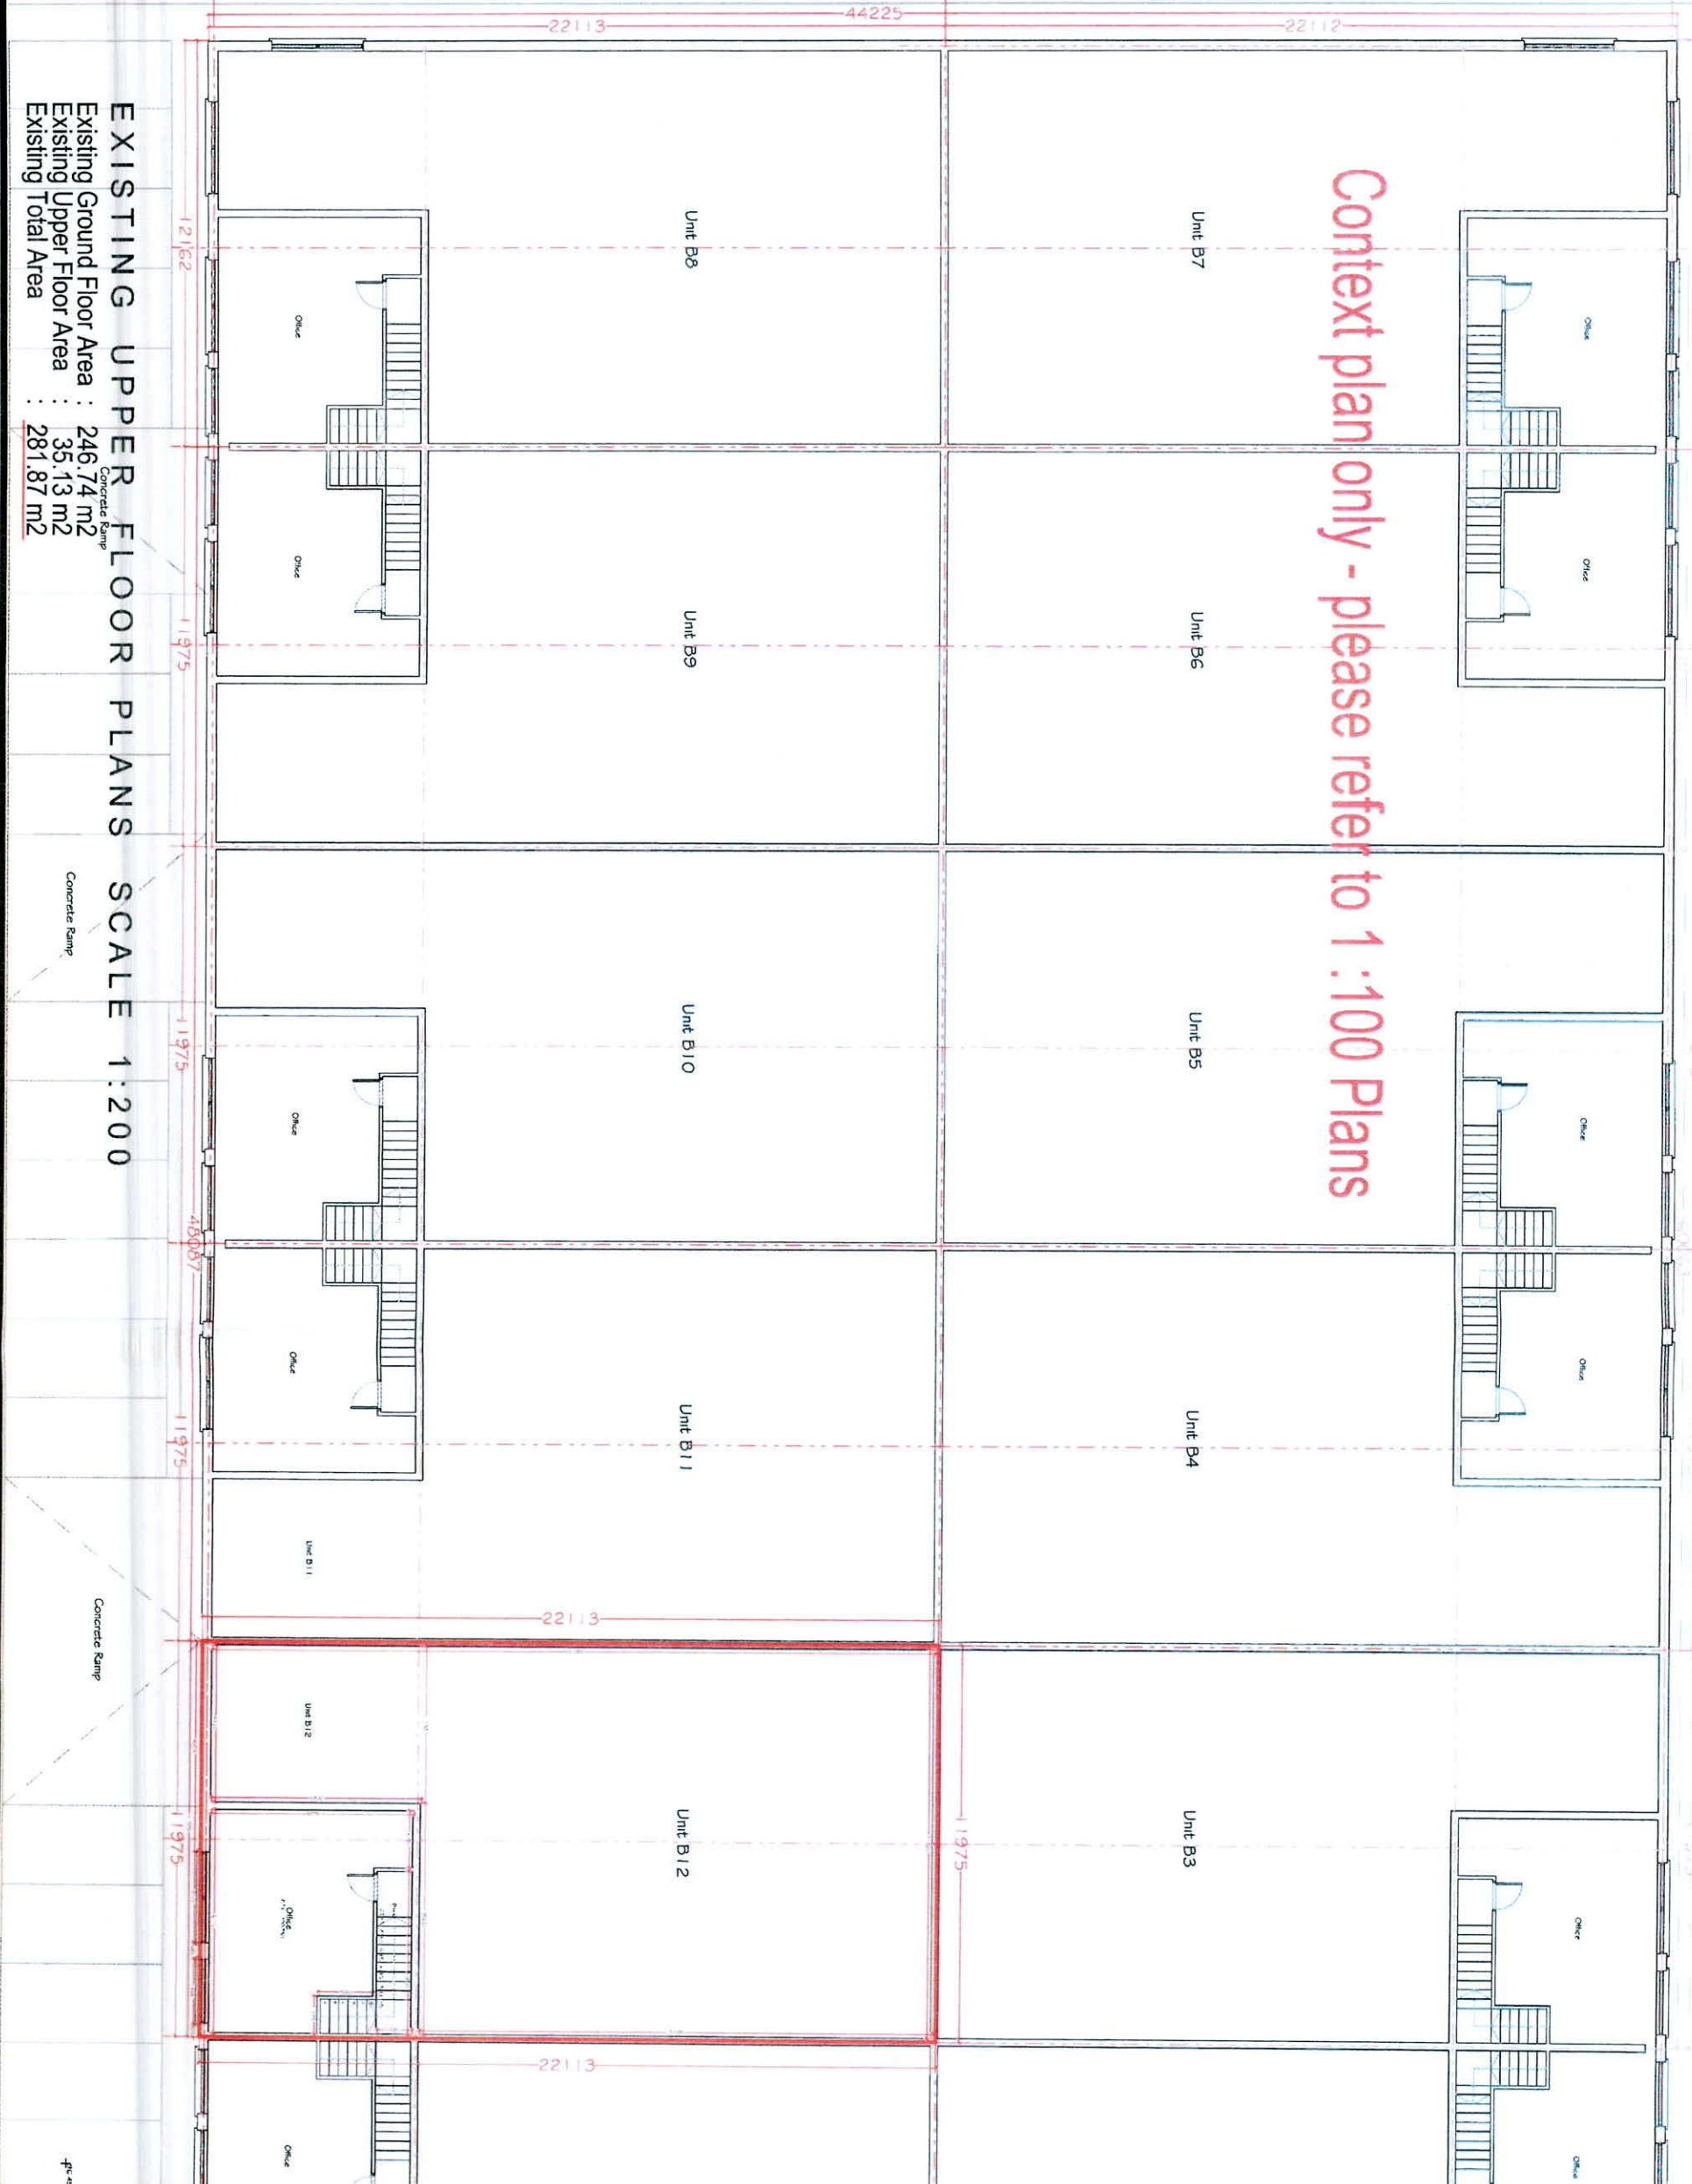 44225
22113
22112
Context plan only - please refer to 1:100 Plans
Office
Office
Office
Office
Office
Office
Unit B7
Unit B6
Unit B5
Unit B4
Unit B3
11975
Unit B8
Unit B9
Unit B10
Unit B11
Unit B12
22113
22113
Office
Office
Office
Office
Unit B11
Unit B12
Office
Office
12162
11975
11975
48087
11975
11975
EXISTING UPPER FLOOR PLANS SCALE 1:200
Concrete Ramp
Existing Ground Floor Area : 246.74 m2
Existing Upper Floor Area : 35.13 m2
Existing Total Area : 281.87 m2
Concrete Ramp
Concrete Ramp